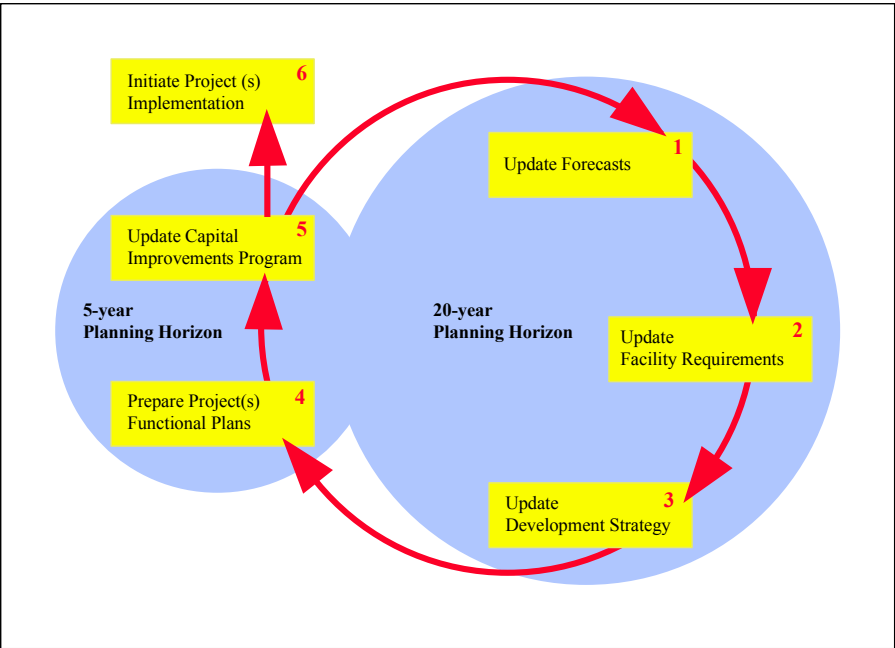 6
Initiate Project (s)
Implementation
1
Update Forecasts
5
Update Capital
Improvements Program
5-year
Planning Horizon
20-year
Planning Horizon
2
Update
Facility Requirements
4
Prepare Project(s)
Functional Plans
3
Update
Development Strategy